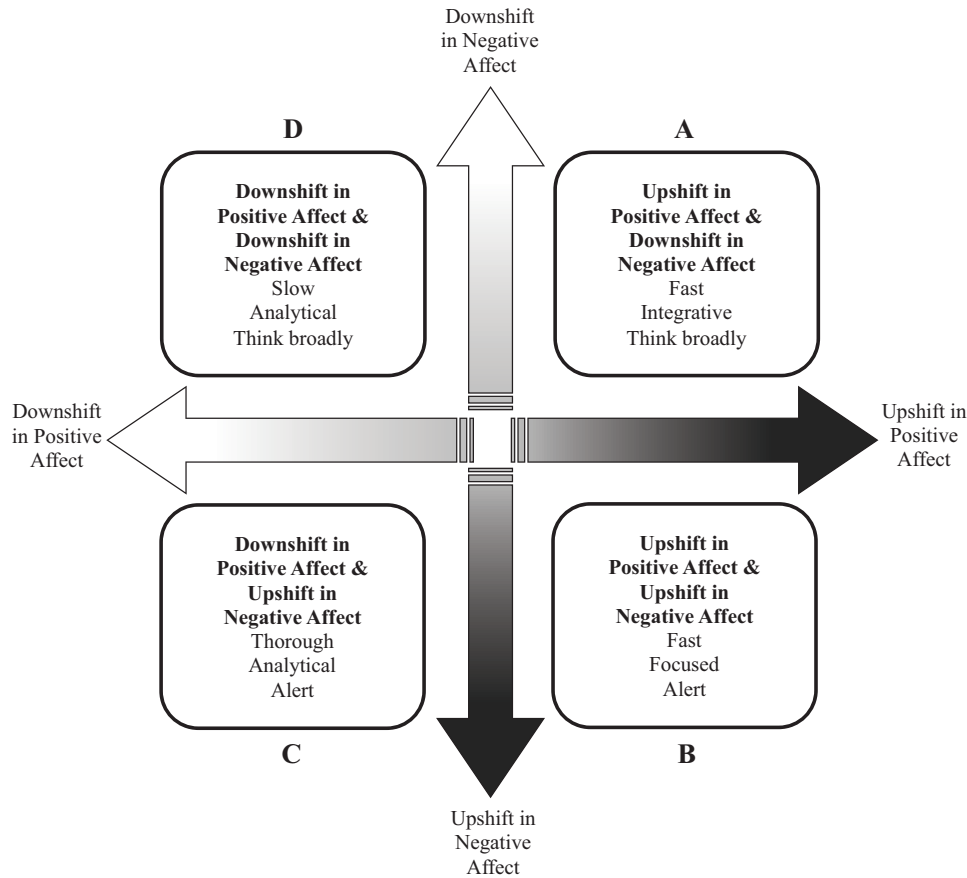 Downshift
in Negative
Affect
D
A
Downshift in
Positive Affect &
Downshift in
Negative Affect
Slow
Analytical
Think broadly
Upshift in
Positive Affect &
Downshift in
Negative Affect
Fast
Integrative
Think broadly
Downshift
in Positive
Affect
Upshift in
Positive
Affect
Downshift in
Positive Affect &
Upshift in
Negative Affect
Thorough
Analytical
Alert
Upshift in
Positive Affect &
Upshift in
Negative Affect
Fast
Focused
Alert
C
B
Upshift in
Negative
Affect